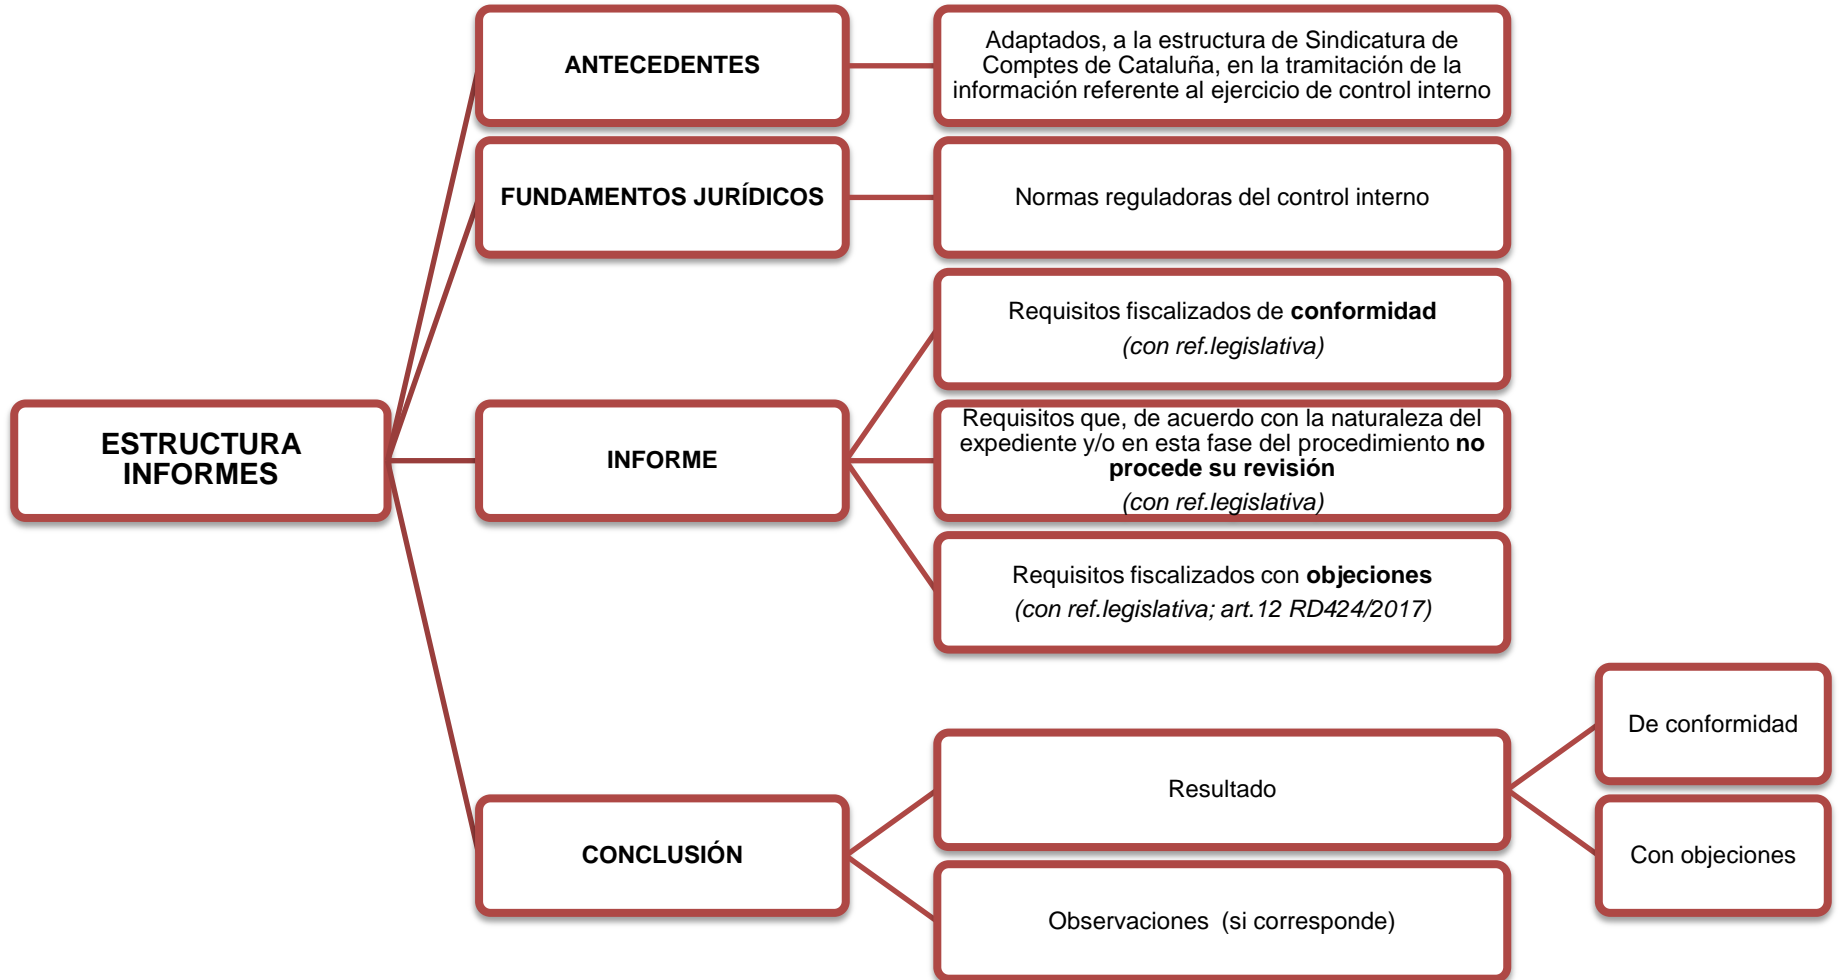 ESTRUCTURA
INFORMES
ANTECEDENTES
Adaptados, a la estructura de Sindicatura de
Comptes de Cataluña, en la tramitación de la
información referente al ejercicio de control interno
FUNDAMENTOS JURÍDICOS
Normas reguladoras del control interno
INFORME
Requisitos fiscalizados de conformidad
(con ref.legislativa)
Requisitos que, de acuerdo con la naturaleza del
expediente y/o en esta fase del procedimiento no
procede su revisión
(con ref.legislativa)
Requisitos fiscalizados con objeciones
(con ref.legislativa; art.12 RD424/2017)
CONCLUSIÓN
Resultado
De conformidad
Con objeciones
Observaciones (si corresponde)